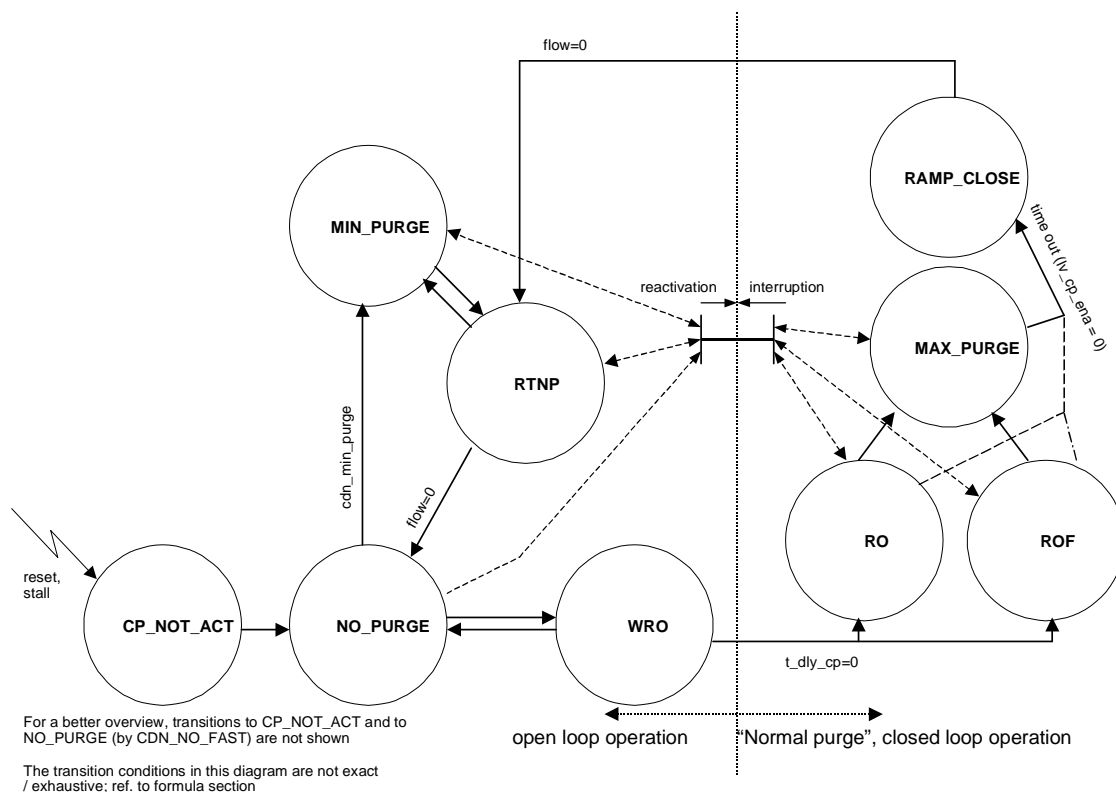 flow=0
RAMP_CLOSE
MIN_PURGE
time out (lv_cp_ena = 0)
reactivation
interruption
MAX_PURGE
RTNP
cdn_min_purge
flow=0
RO
ROF
reset,
stall
CP_NOT_ACT
NO_PURGE
WRO
t_dly_cp=0
For a better overview, transitions to CP_NOT_ACT and to
NO_PURGE (by CDN_NO_FAST) are not shown
open loop operation
"Normal purge", closed loop operation
The transition conditions in this diagram are not exact
/ exhaustive; ref. to formula section